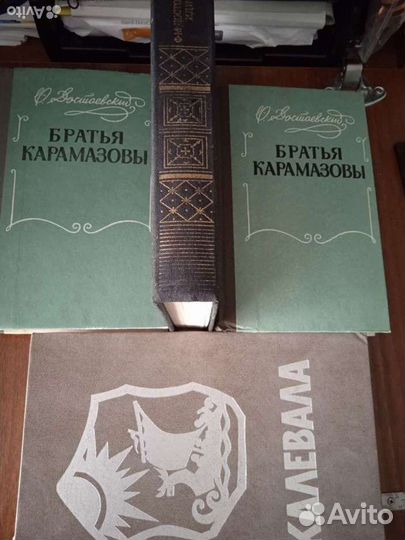 Avito
Ф. Достоевский
БРАТЬЯ
КАРАМАЗОВЫ
Ф. Достоевский
БРАТЬЯ
КАРАМАЗОВЫ
КАЛЕВАЛА
Avito